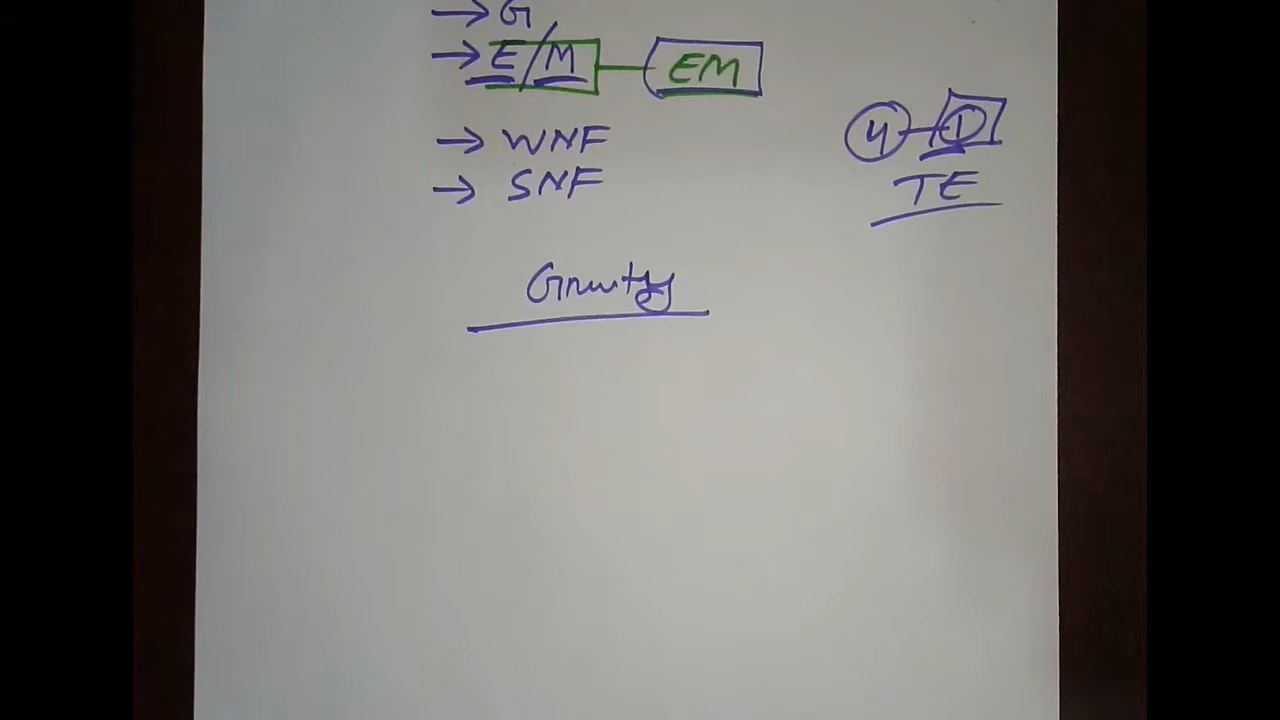 → G
→ E/M — EM
→ WNF
→ SNF
4 — 1
TE
Gravity